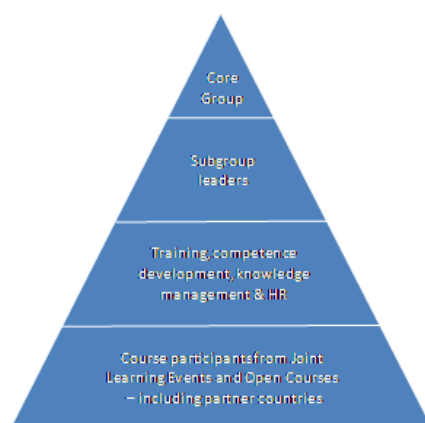 Core
Group
Subgroup
leaders
Training, competence
development, knowledge
management & HR
Course participants from Joint
Learning Events and Open Courses
– including partner countries